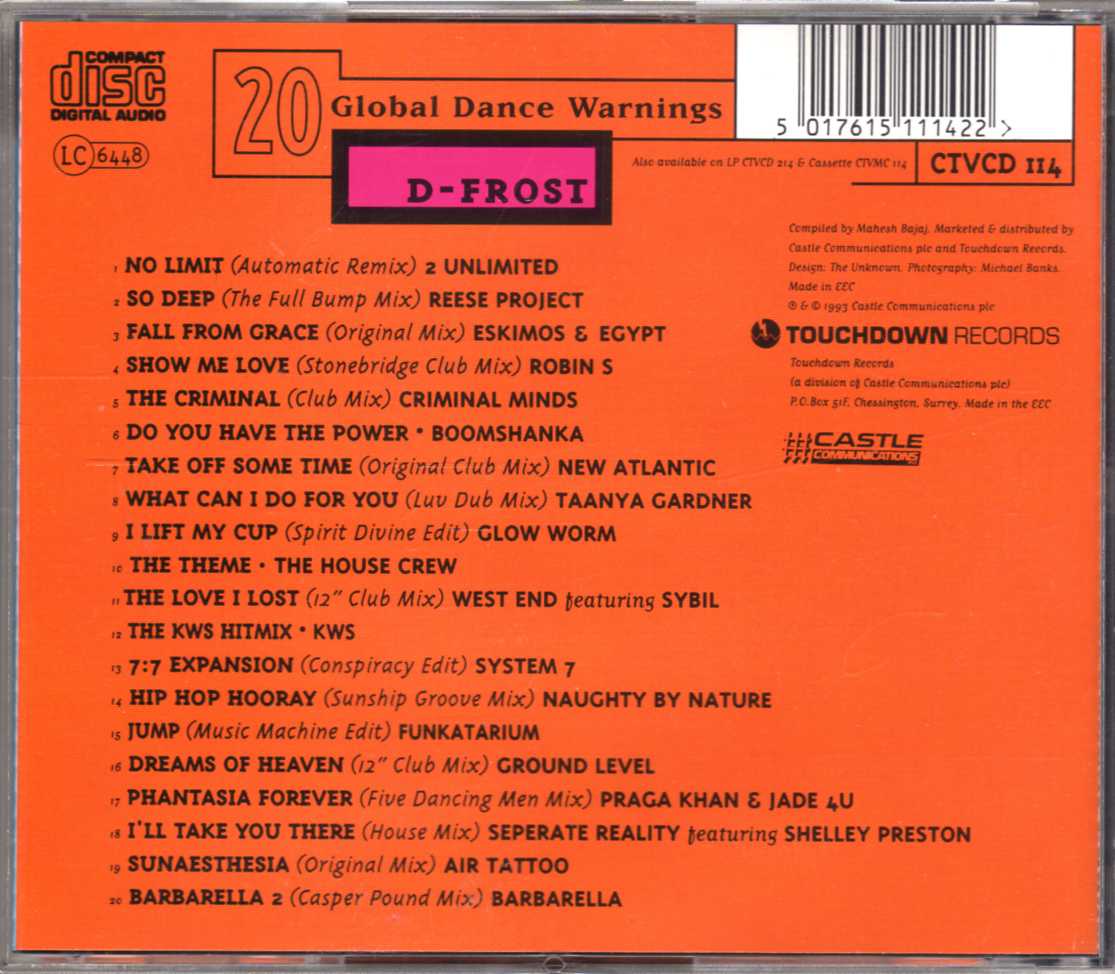 COMPACT
disc
DIGITAL AUDIO
LC 6448
20 Global Dance Warnings
D-FROST
5 017615 111422 >
Also available on LP CTVCD 214 & Cassette CTVMC 114
CTVCD 114
Compiled by Mahesh Bajaj. Marketed & distributed by
Castle Communications plc and Touchdown Records.
Design: The Unknown. Photography: Michael Banks.
Made in EEC
℗ & © 1993 Castle Communications plc
TOUCHDOWN RECORDS
Touchdown Records
(a division of Castle Communications plc)
P.O.Box 51F, Chessington, Surrey. Made in the EEC
CASTLE
COMMUNICATIONS
1 NO LIMIT (Automatic Remix) 2 UNLIMITED
2 SO DEEP (The Full Bump Mix) REESE PROJECT
3 FALL FROM GRACE (Original Mix) ESKIMOS & EGYPT
4 SHOW ME LOVE (Stonebridge Club Mix) ROBIN S
5 THE CRIMINAL (Club Mix) CRIMINAL MINDS
6 DO YOU HAVE THE POWER • BOOMSHANKA
7 TAKE OFF SOME TIME (Original Club Mix) NEW ATLANTIC
8 WHAT CAN I DO FOR YOU (Luv Dub Mix) TAANYA GARDNER
9 I LIFT MY CUP (Spirit Divine Edit) GLOW WORM
10 THE THEME • THE HOUSE CREW
11 THE LOVE I LOST (12" Club Mix) WEST END featuring SYBIL
12 THE KWS HITMIX • KWS
13 7:7 EXPANSION (Conspiracy Edit) SYSTEM 7
14 HIP HOP HOORAY (Sunship Groove Mix) NAUGHTY BY NATURE
15 JUMP (Music Machine Edit) FUNKATARIUM
16 DREAMS OF HEAVEN (12" Club Mix) GROUND LEVEL
17 PHANTASIA FOREVER (Five Dancing Men Mix) PRAGA KHAN & JADE 4U
18 I'LL TAKE YOU THERE (House Mix) SEPERATE REALITY featuring SHELLEY PRESTON
19 SUNAESTHESIA (Original Mix) AIR TATTOO
20 BARBARELLA 2 (Casper Pound Mix) BARBARELLA